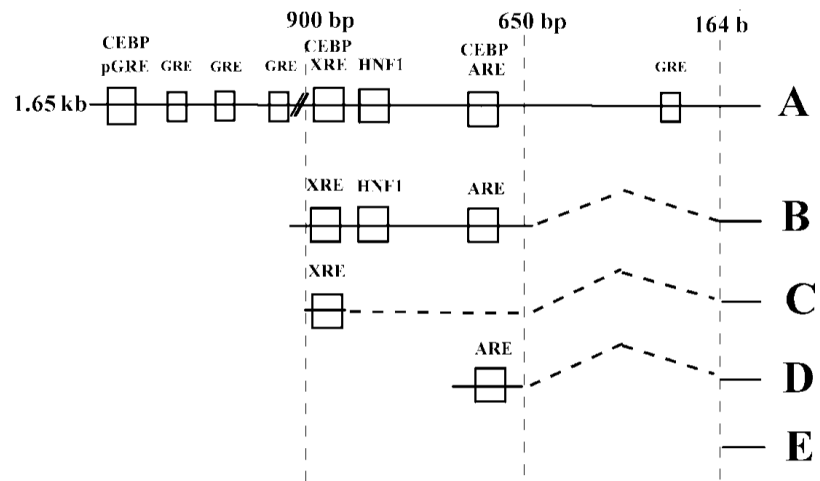 900 bp 650 bp 164 b
CEBP CEBP CEBP
pGRE GRE GRE GRE XRE HNF1 ARE GRE
1.65 kb A
XRE HNF1 ARE
B
XRE
C
ARE
D
E